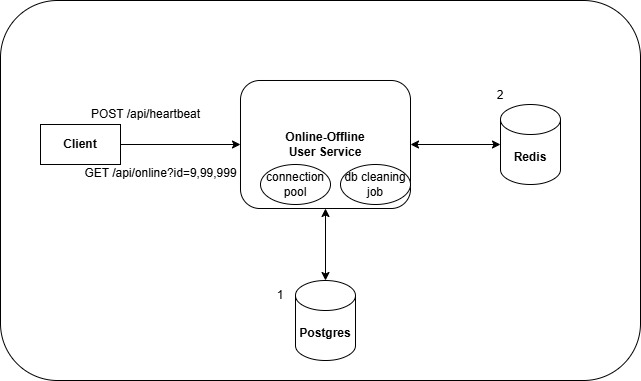 POST /api/heartbeat
Client
GET /api/online?id=9,99,999
Online-Offline
User Service
connection
pool
db cleaning
job
2
Redis
1
Postgres